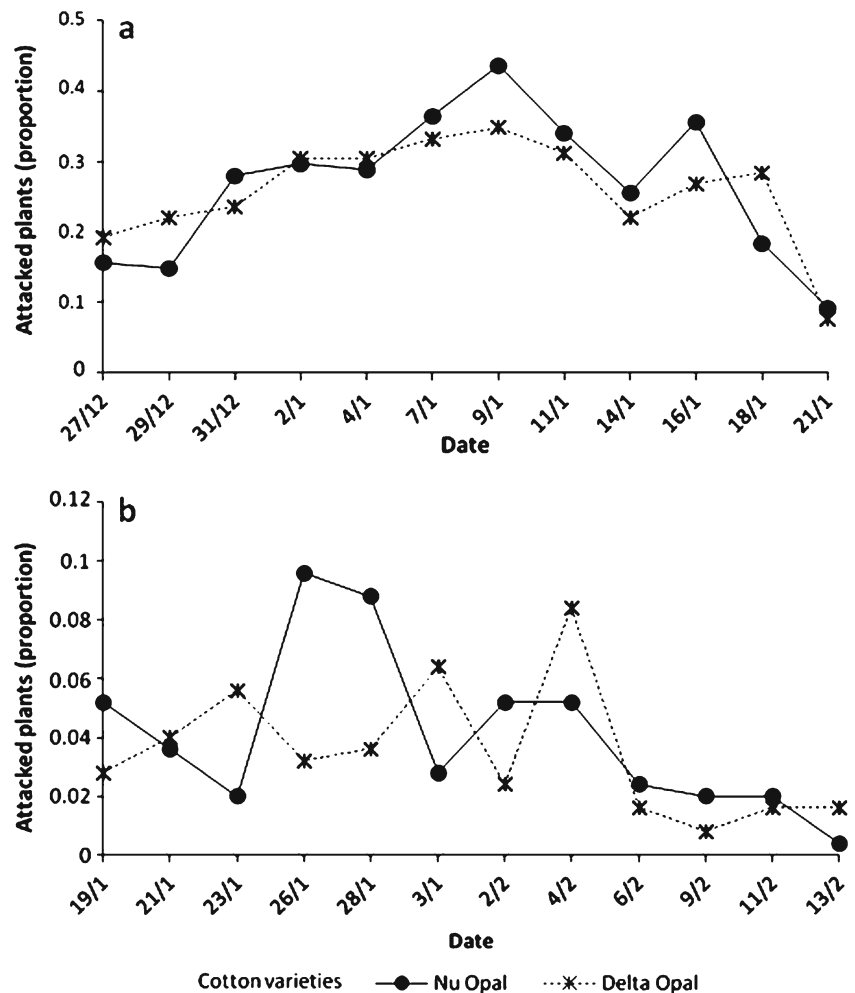 a
Attacked plants (proportion)
0.5
0.4
0.3
0.2
0.1
0
27/12 29/12 31/12 2/1 4/1 7/1 9/1 11/1 14/1 16/1 18/1 21/1
Date
b
Attacked plants (proportion)
0.12
0.1
0.08
0.06
0.04
0.02
0
19/1 21/1 23/1 26/1 28/1 3/1 2/2 4/2 6/2 9/2 11/2 13/2
Date
Cotton varieties Nu Opal Delta Opal